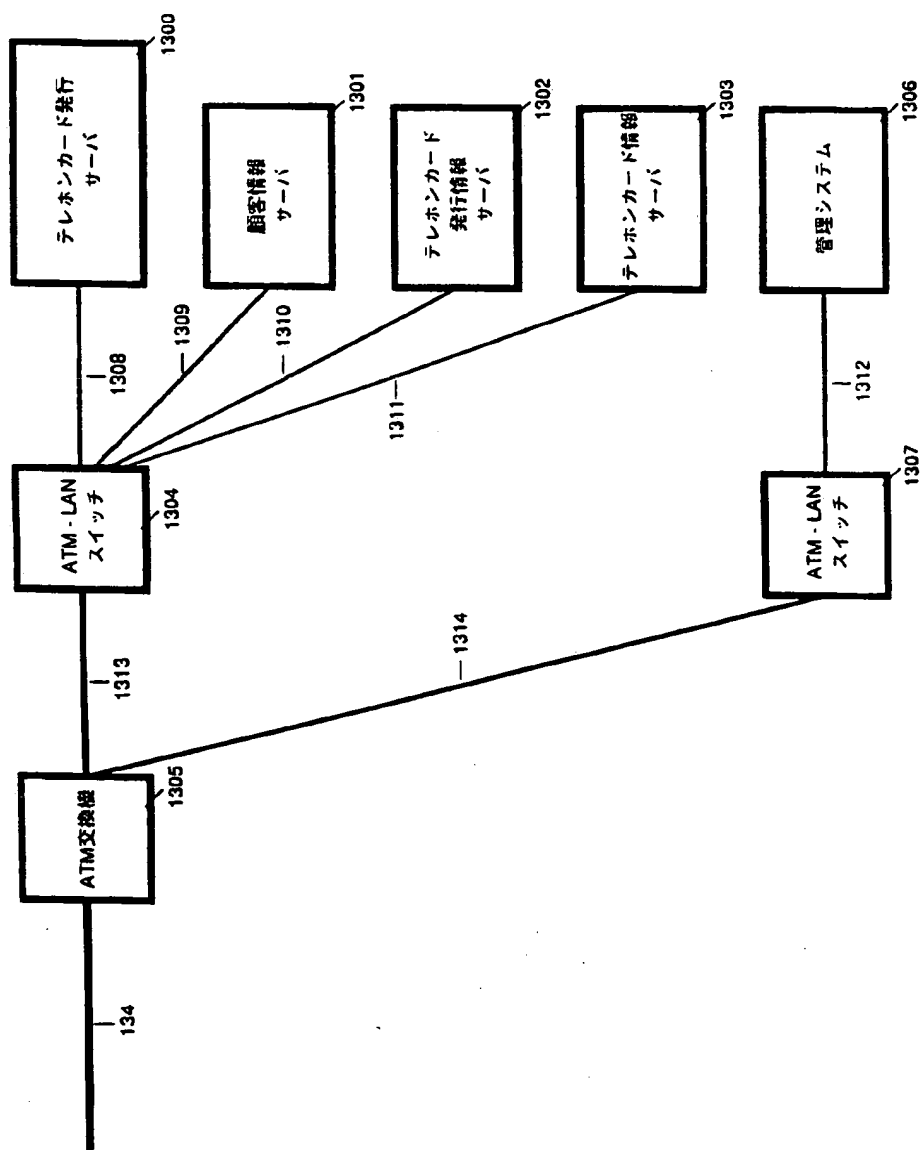 テレホンカード発行
サーバ
1300
顧客情報
サーバ
1301
テレホンカード
発行情報
サーバ
1302
テレホンカード情報
サーバ
1303
管理システム
1306
1308
1309
1310
1311
1312
ATM - LAN
スイッチ
1304
ATM - LAN
スイッチ
1307
1313
1314
ATM交換機
1305
134